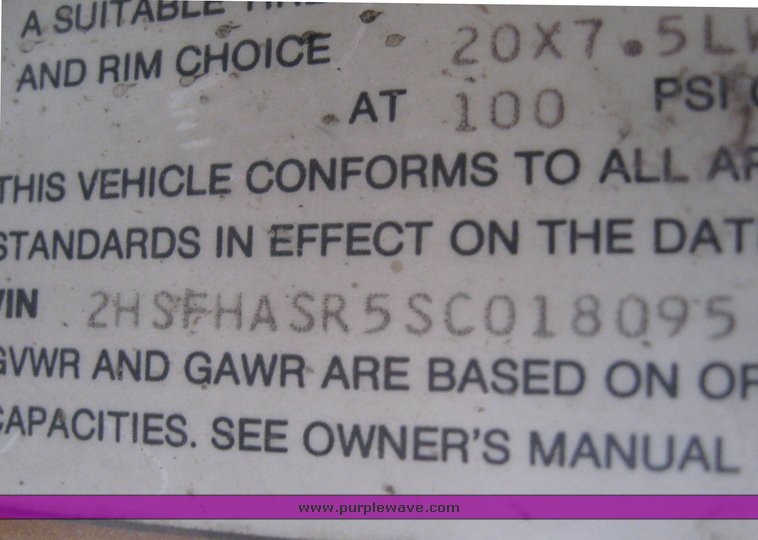 A SUITABLE
AND RIM CHOICE 20X7.5
AT 100 PSI
THIS VEHICLE CONFORMS TO ALL
STANDARDS IN EFFECT ON THE
VIN 2HSFHASR5SC018095
GVWR AND GAWR ARE BASED ON
CAPACITIES. SEE OWNER'S MANUAL
www.purplewave.com